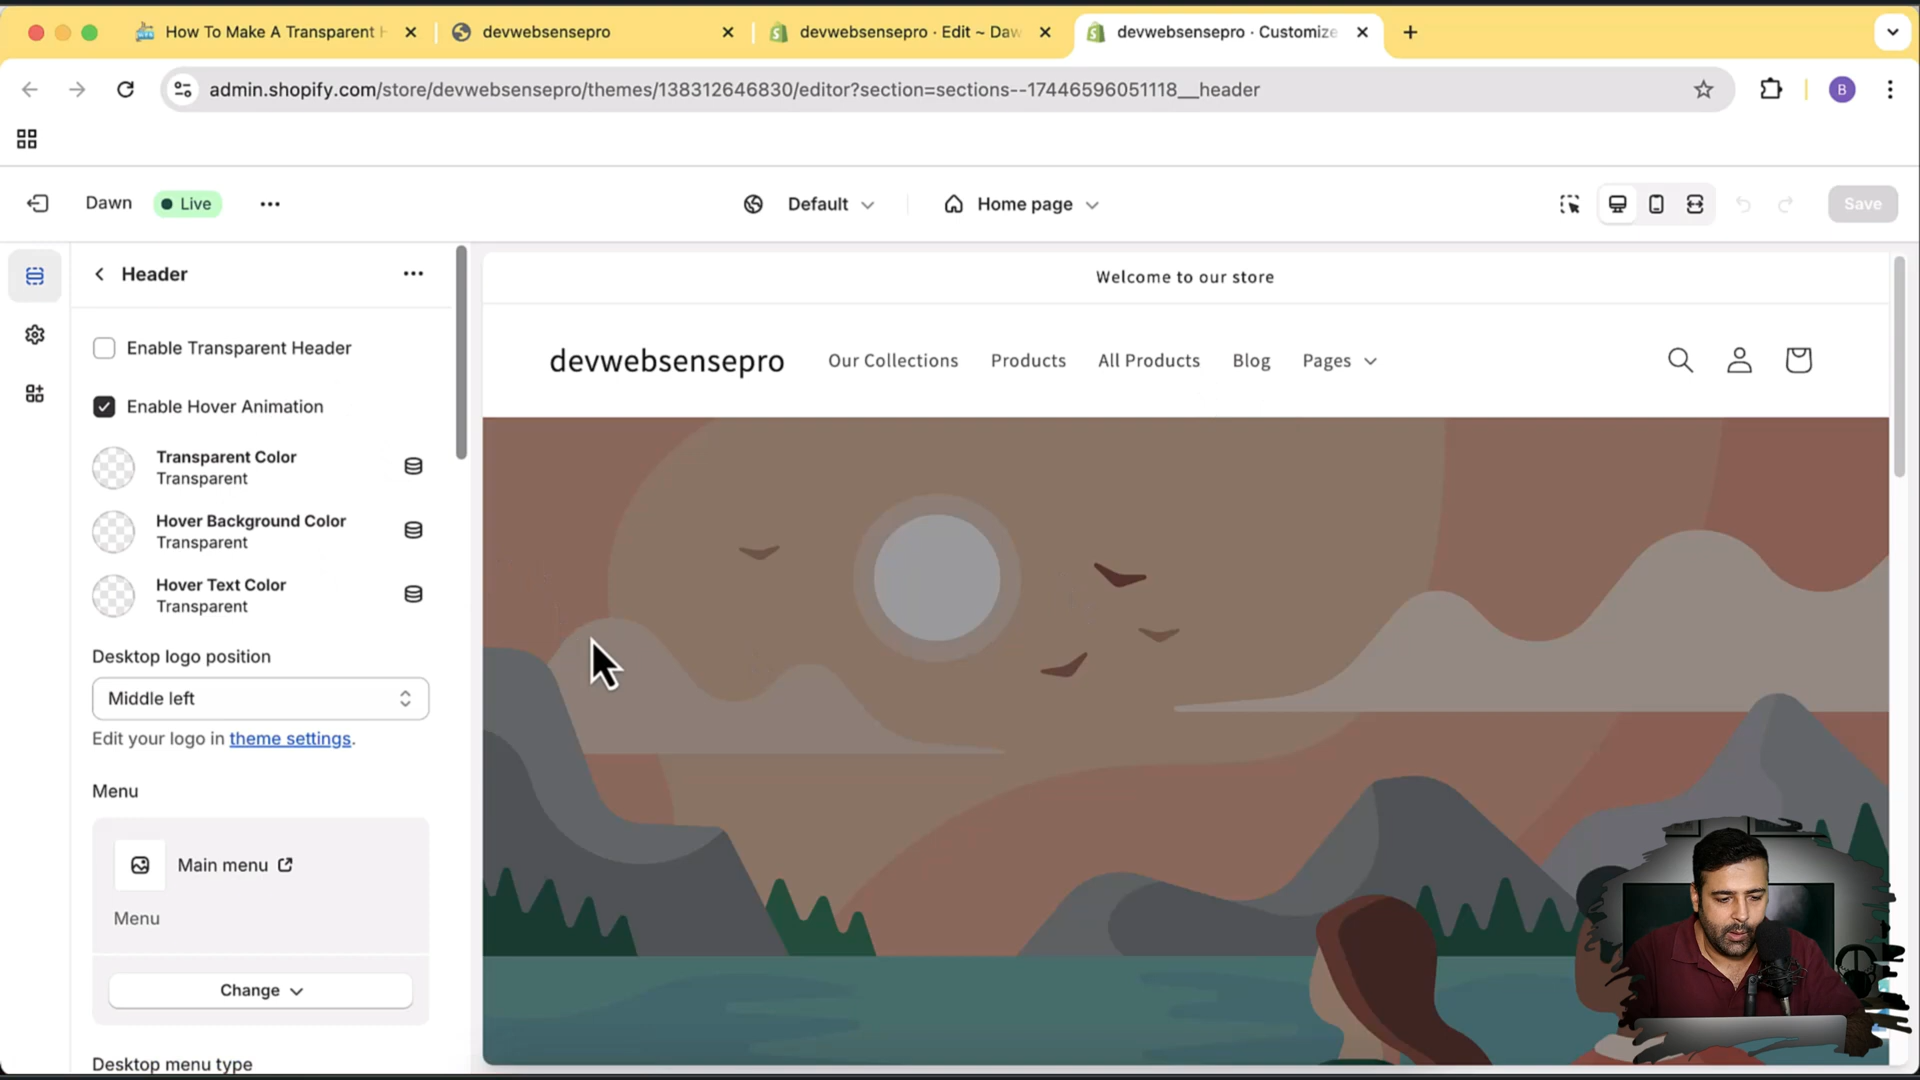 How To Make A Transparent H
devwebsensepro
devwebsensepro · Edit ~ Daw
devwebsensepro · Customize
admin.shopify.com/store/devwebsensepro/themes/138312646830/editor?section=sections--17446596051118__header
B
Dawn
Live
Default
Home page
Save
Header
Enable Transparent Header
Enable Hover Animation
Transparent Color
Transparent
Hover Background Color
Transparent
Hover Text Color
Transparent
Desktop logo position
Middle left
Edit your logo in theme settings.
Menu
Main menu
Menu
Change
Desktop menu type
Welcome to our store
devwebsensepro
Our Collections
Products
All Products
Blog
Pages